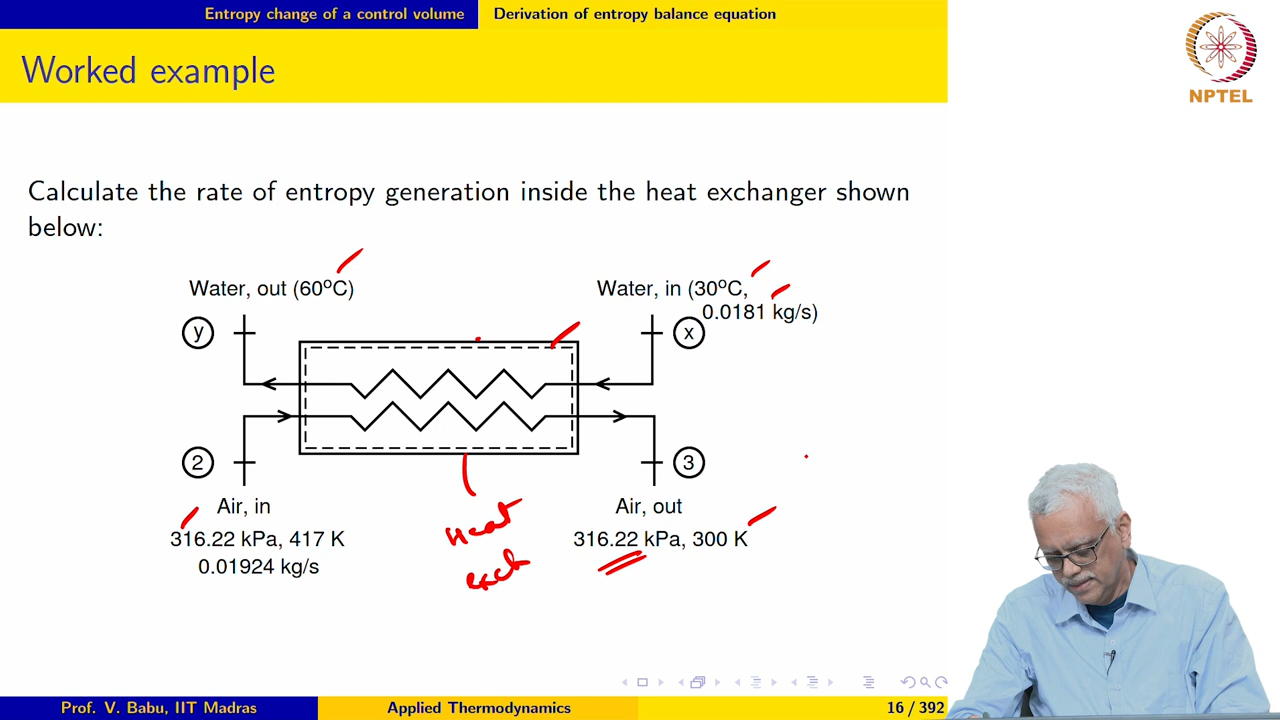 Entropy change of a control volume
Derivation of entropy balance equation
Worked example
NPTEL
Calculate the rate of entropy generation inside the heat exchanger shown
below:
Water, out (60°C)
Water, in (30°C,
0.0181 kg/s)
y
x
2
3
Air, in
316.22 kPa, 417 K
0.01924 kg/s
Air, out
316.22 kPa, 300 K
Heat
exch
Prof. V. Babu, IIT Madras
Applied Thermodynamics
16 / 392